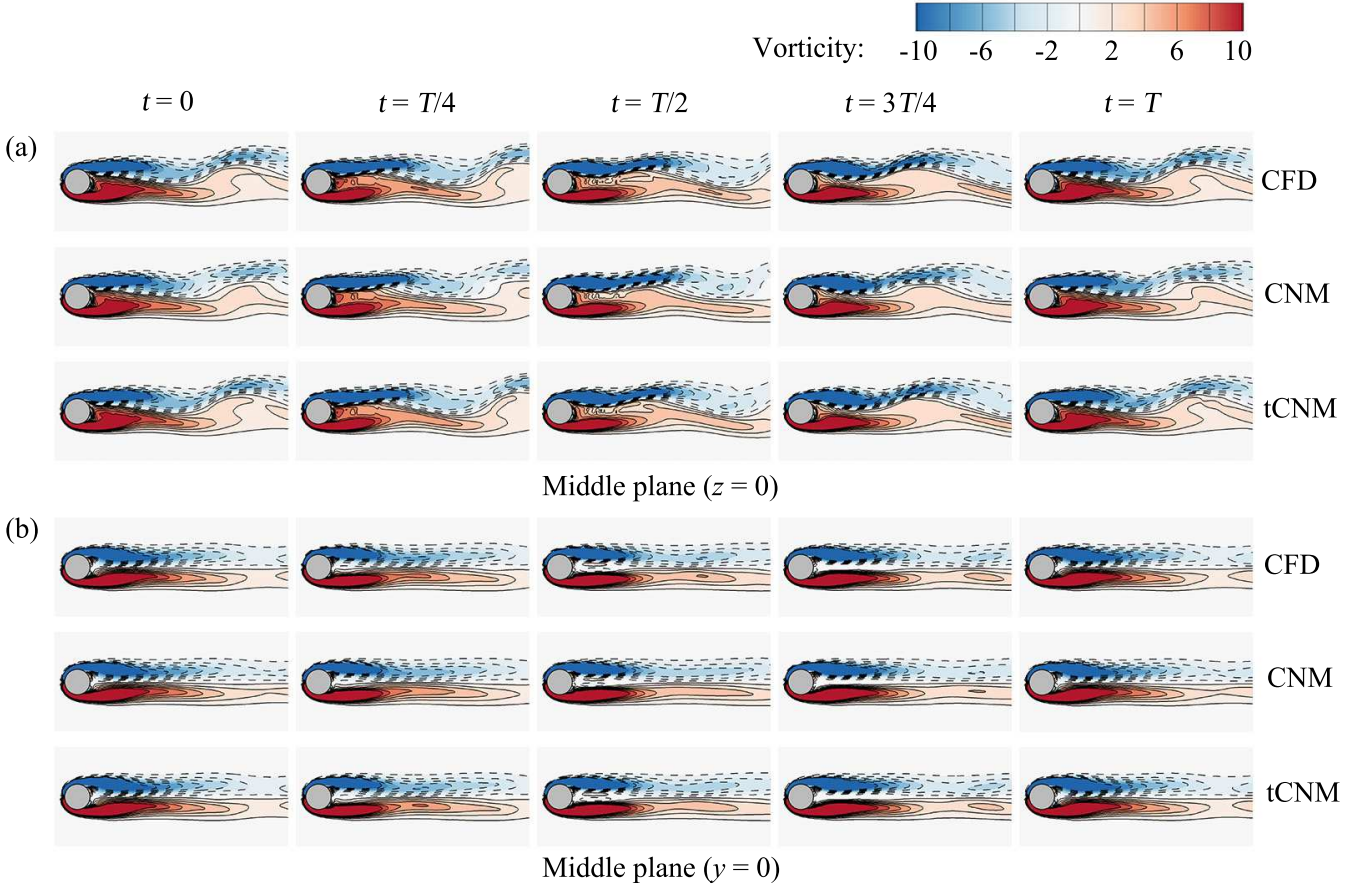 Vorticity: -10 -6 -2 2 6 10
t = 0 t = T/4 t = T/2 t = 3T/4 t = T
(a)
CFD
CNM
tCNM
Middle plane (z = 0)
(b)
CFD
CNM
tCNM
Middle plane (y = 0)